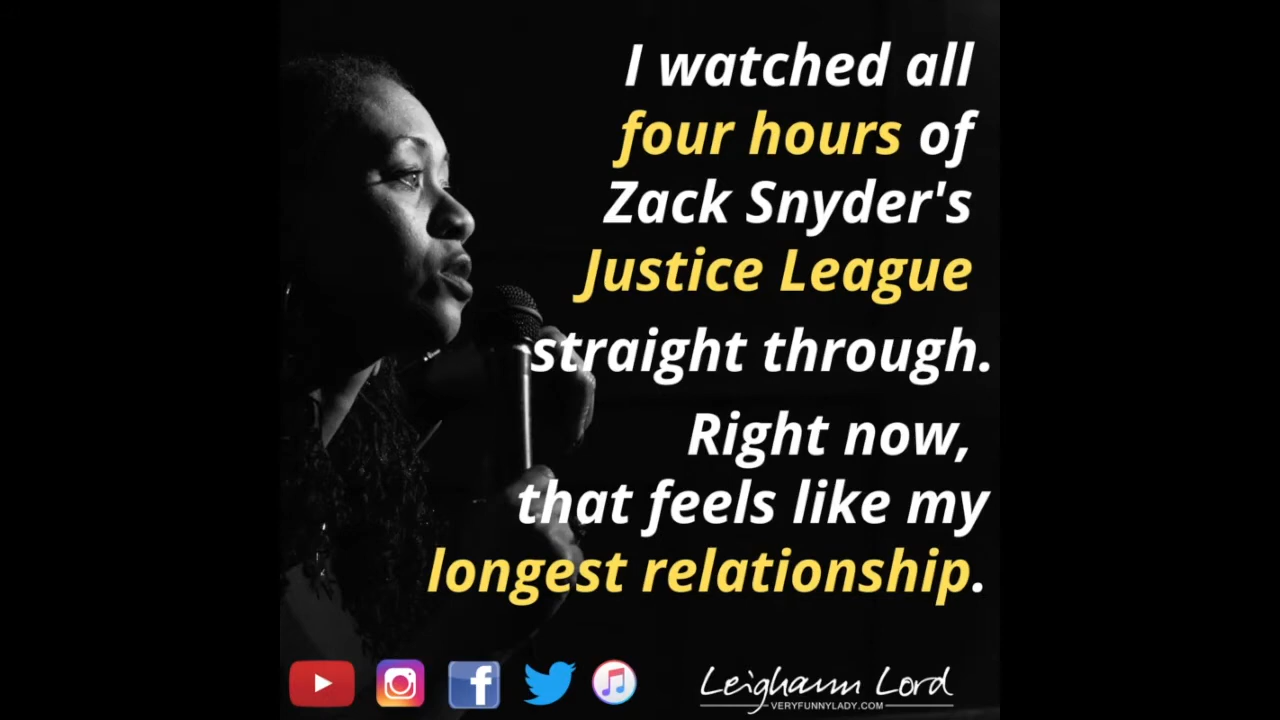 I watched all
four hours of
Zack Snyder's
Justice League
straight through.
Right now,
that feels like my
longest relationship.
Leighann Lord
VERYFUNNYLADY.COM